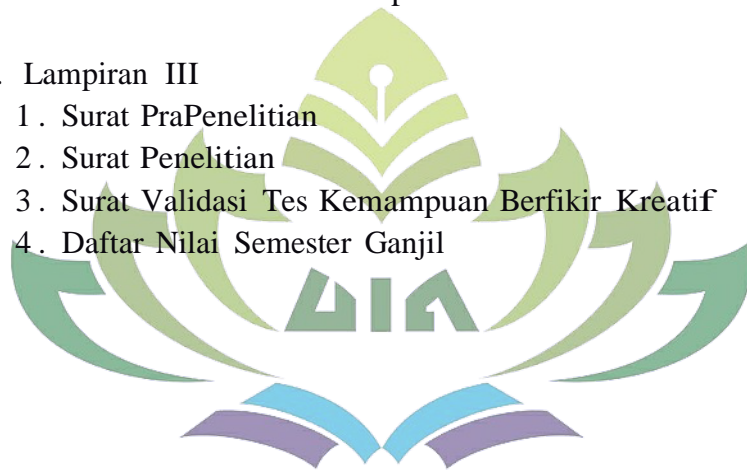 . Lampiran III
1 . Surat PraPenelitian
2 . Surat Penelitian
3 . Surat Validasi Tes Kemampuan Berfikir Kreatif
4 . Daftar Nilai Semester Ganjil
UIN